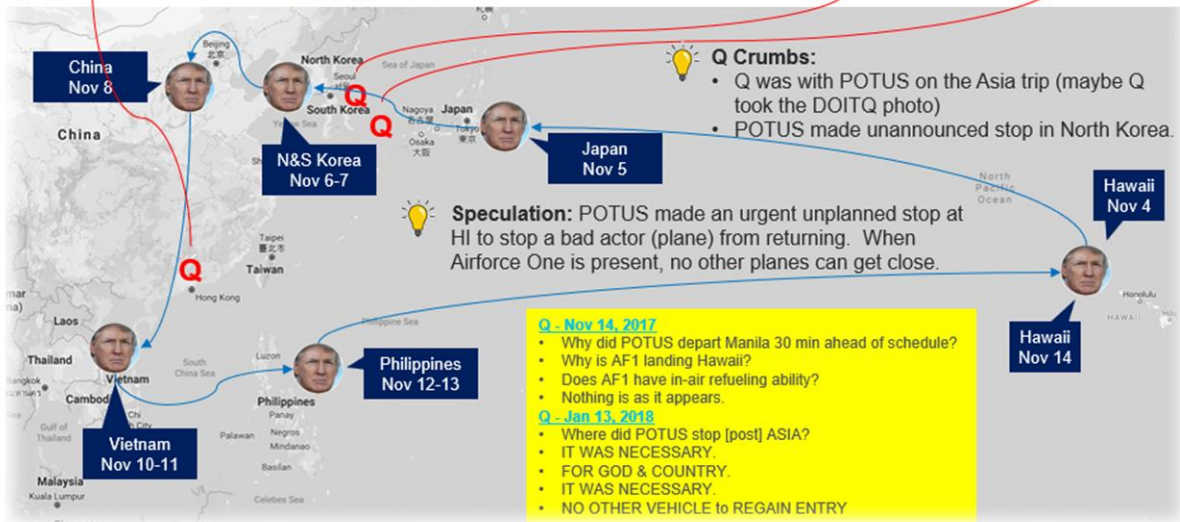 Beijing
北京
China
Nov 8
North Korea
Seoul
서울
Sea of Japan
South Korea
Yellow Sea
Q
Q
Nagoya
名古屋
Japan
Tokyo
東京
Osaka
大阪
China
N&S Korea
Nov 6-7
Japan
Nov 5
Q Crumbs:
• Q was with POTUS on the Asia trip (maybe Q
took the DOITQ photo)
• POTUS made unannounced stop in North Korea.
North
Pacific
Ocean
Hawaii
Nov 4
Speculation: POTUS made an urgent unplanned stop at
HI to stop a bad actor (plane) from returning. When
Airforce One is present, no other planes can get close.
Taipei
臺北市
Taiwan
Q
Hong Kong
Honolulu
HAWAII
Hawaii
Nov 14
Laos
Thailand
Bangkok
Vietnam
Gulf of
Thailand
South
China Sea
Philippine Sea
Luzon
Philippines
Panay
Negros
Mindanao
Palawan
Basilan
Celebes Sea
Malaysia
Kuala Lumpur
Philippines
Nov 12-13
Vietnam
Nov 10-11
Q - Nov 14, 2017
• Why did POTUS depart Manila 30 min ahead of schedule?
• Why is AF1 landing Hawaii?
• Does AF1 have in-air refueling ability?
• Nothing is as it appears.
Q - Jan 13, 2018
• Where did POTUS stop [post] ASIA?
• IT WAS NECESSARY.
• FOR GOD & COUNTRY.
• IT WAS NECESSARY.
• NO OTHER VEHICLE to REGAIN ENTRY